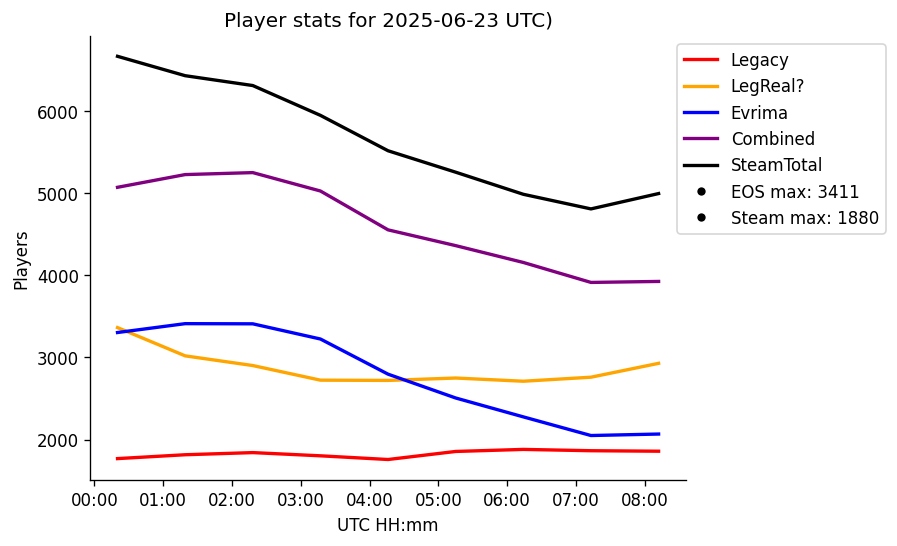 Player stats for 2025-06-23 UTC)
Legacy
LegReal?
Evrima
Combined
SteamTotal
EOS max: 3411
Steam max: 1880
Players
6000
5000
4000
3000
2000
00:00 01:00 02:00 03:00 04:00 05:00 06:00 07:00 08:00
UTC HH:mm